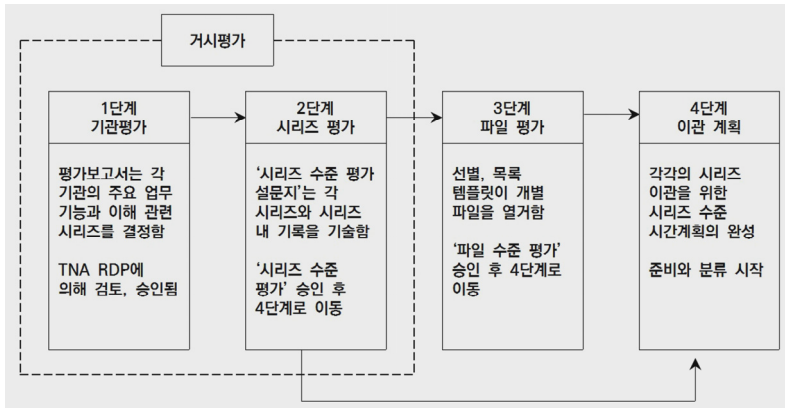 거시평가
1단계
기관평가
평가보고서는 각
기관의 주요 업무
기능과 이해 관련
시리즈를 결정함
TNA RDP에
의해 검토, 승인됨
2단계
시리즈 평가
‘시리즈 수준 평가
설문지’는 각
시리즈와 시리즈
내 기록을 기술함
‘시리즈 수준
평가’ 승인 후
4단계로 이동
3단계
파일 평가
선별, 목록
템플릿이 개별
파일을 열거함
‘파일 수준 평가’
승인 후 4단계로
이동
4단계
이관 계획
각각의 시리즈
이관을 위한
시리즈 수준
시간계획의 완성
준비와 분류 시작